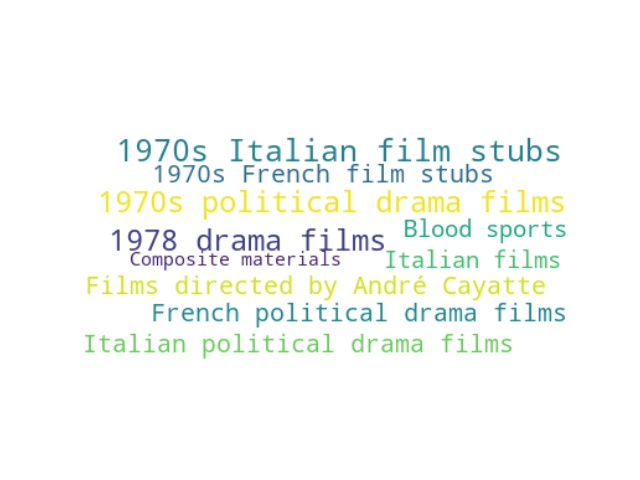 1970s Italian film stubs
1970s French film stubs
1970s political drama films
Blood sports
1978 drama films
Composite materials
Italian films
Films directed by André Cayatte
French political drama films
Italian political drama films